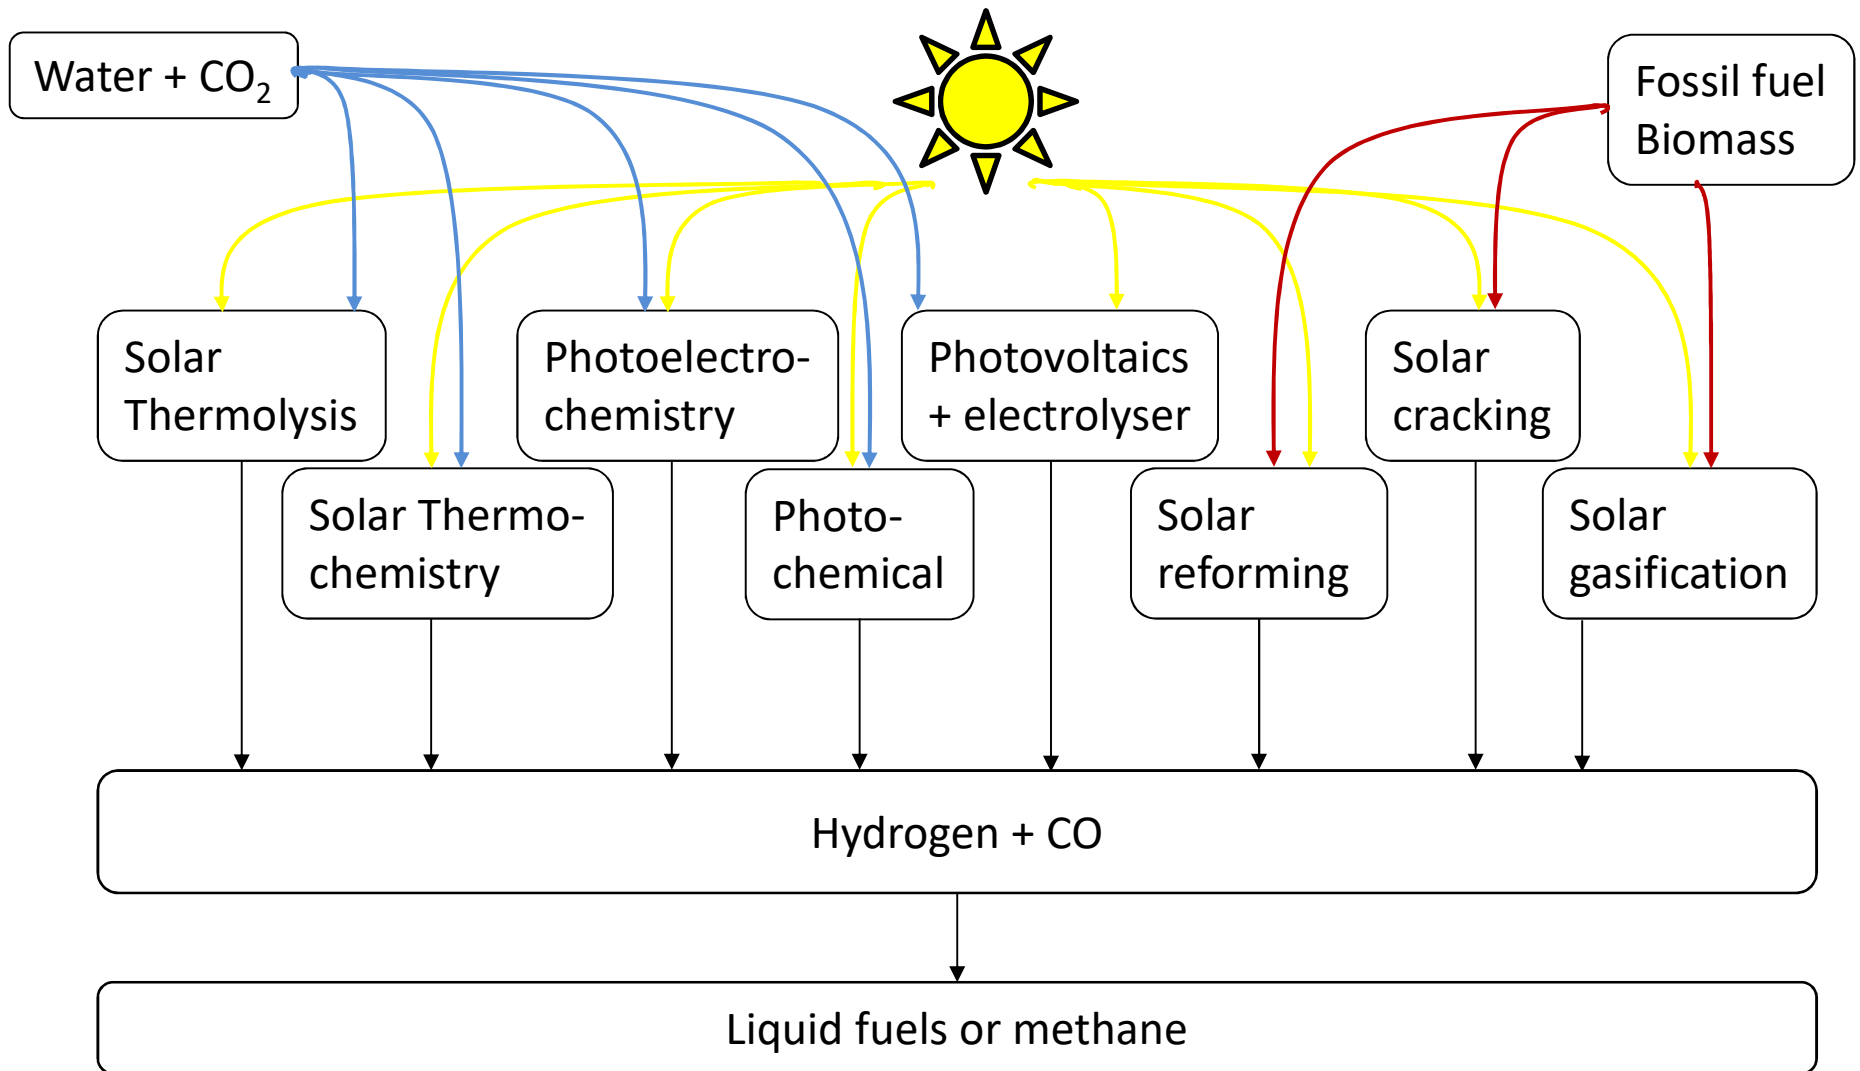 Water + CO₂
Fossil fuel
Biomass
Solar
Thermolysis
Photoelectro-
chemistry
Photovoltaics
+ electrolyser
Solar
cracking
Solar Thermo-
chemistry
Photo-
chemical
Solar
reforming
Solar
gasification
Hydrogen + CO
Liquid fuels or methane